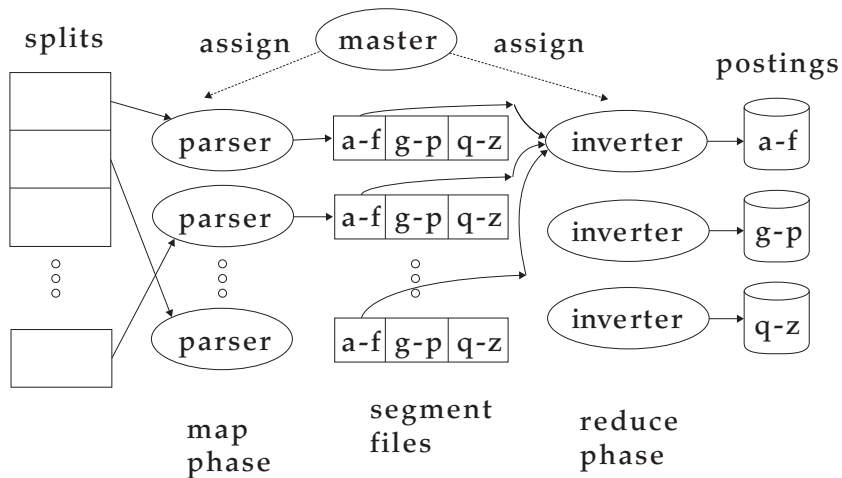 splits
assign
master
assign
postings
parser
a-f g-p q-z
inverter
a-f
parser
a-f g-p q-z
inverter
g-p
parser
a-f g-p q-z
inverter
q-z
map
phase
segment
files
reduce
phase